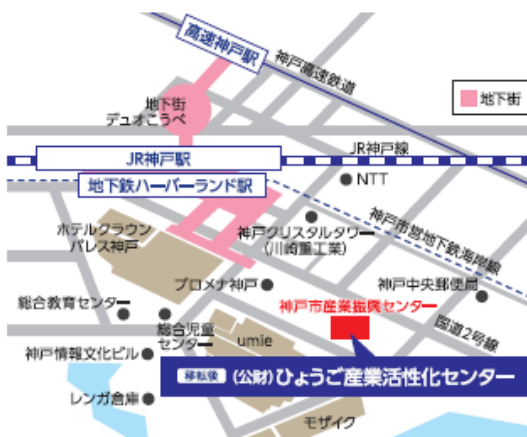 高速神戸駅
神戸高速鉄道
地下街
デュオこうべ
地下街
JR神戸線
JR神戸駅
地下鉄ハーバーランド駅
NTT
神戸市営地下鉄海岸線
ホテルクラウン
パレス神戸
神戸クリスタルタワー
(川崎重工業)
プロメナ神戸
神戸中央郵便局
総合教育センター
神戸市産業振興センター
総合児童
センター
umie
国道2号線
神戸情報文化ビル
移転後 (公財)ひょうご産業活性化センター
レンガ倉庫
モザイク